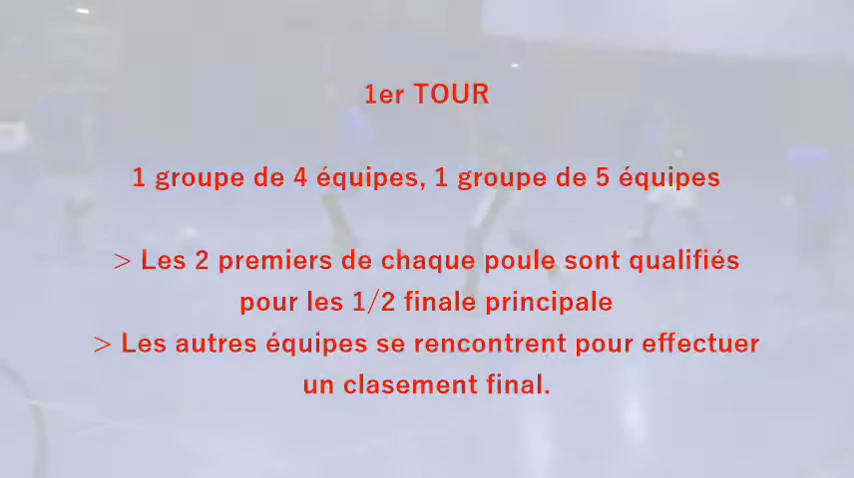 1er TOUR
1 groupe de 4 équipes, 1 groupe de 5 équipes
> Les 2 premiers de chaque poule sont qualifiés
pour les 1/2 finale principale
> Les autres équipes se rencontrent pour effectuer
un clasement final.